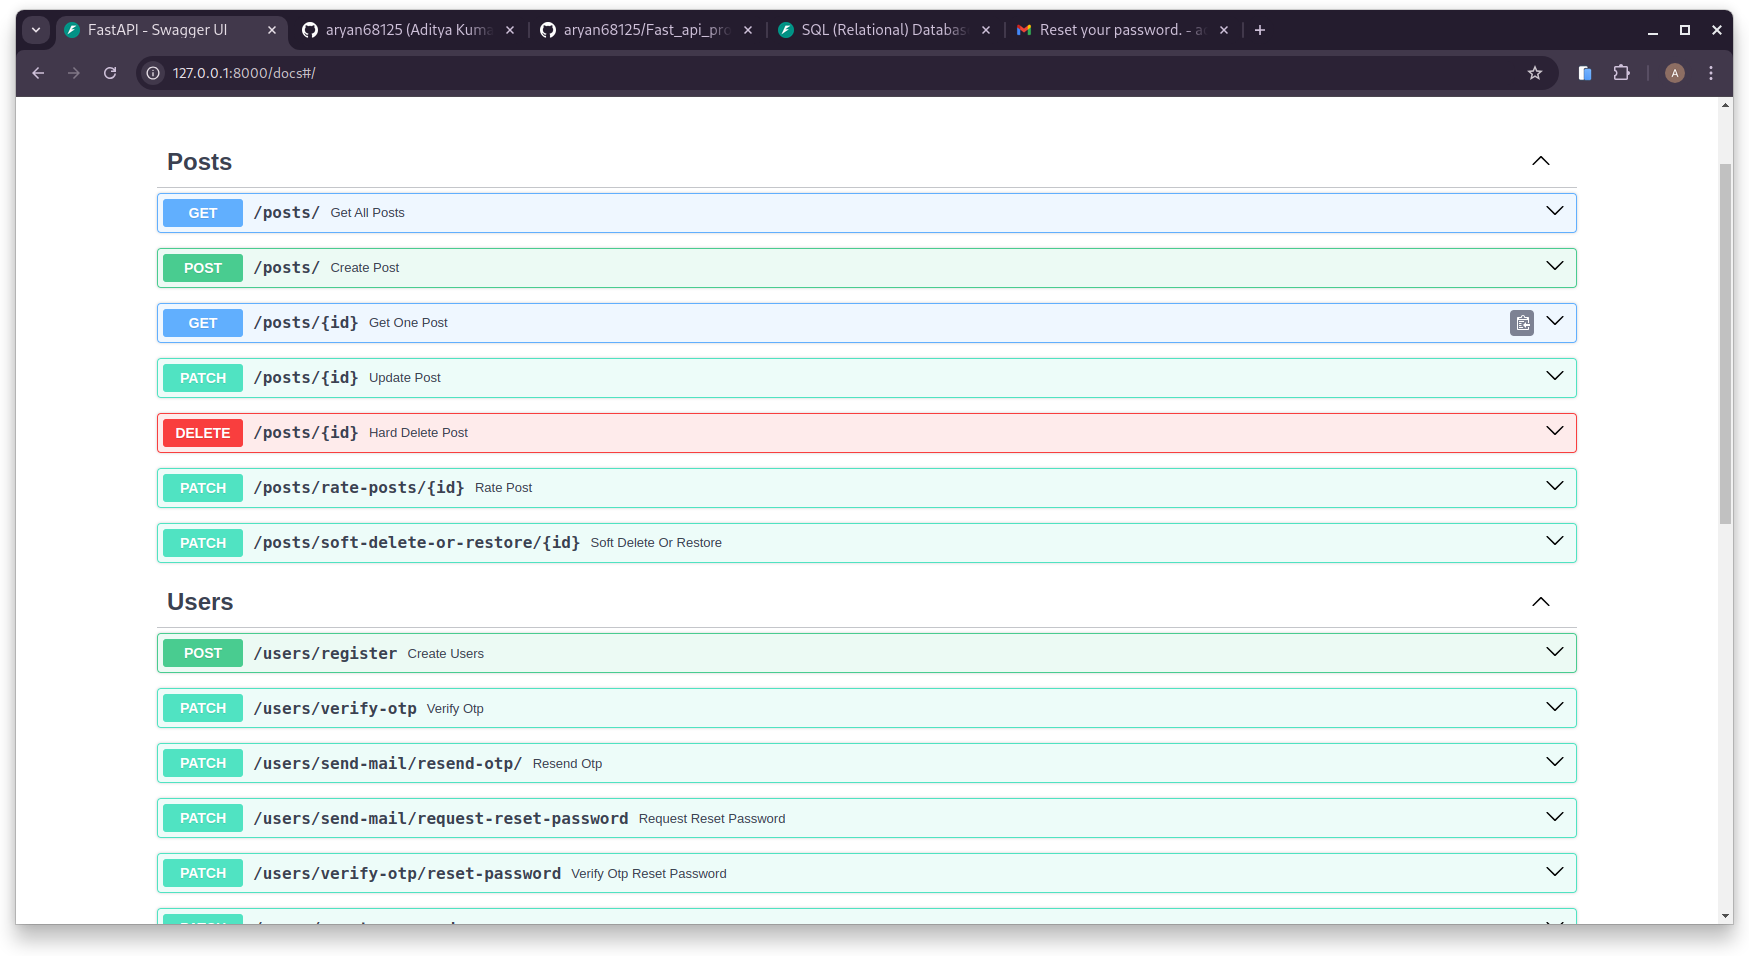 FastAPI - Swagger UI
aryan68125 (Aditya Kuma
aryan68125/Fast_api_pro
SQL (Relational) Databas
Reset your password. - a
127.0.0.1:8000/docs#/
A
Posts
GET /posts/ Get All Posts
POST /posts/ Create Post
GET /posts/{id} Get One Post
PATCH /posts/{id} Update Post
DELETE /posts/{id} Hard Delete Post
PATCH /posts/rate-posts/{id} Rate Post
PATCH /posts/soft-delete-or-restore/{id} Soft Delete Or Restore
Users
POST /users/register Create Users
PATCH /users/verify-otp Verify Otp
PATCH /users/send-mail/resend-otp/ Resend Otp
PATCH /users/send-mail/request-reset-password Request Reset Password
PATCH /users/verify-otp/reset-password Verify Otp Reset Password